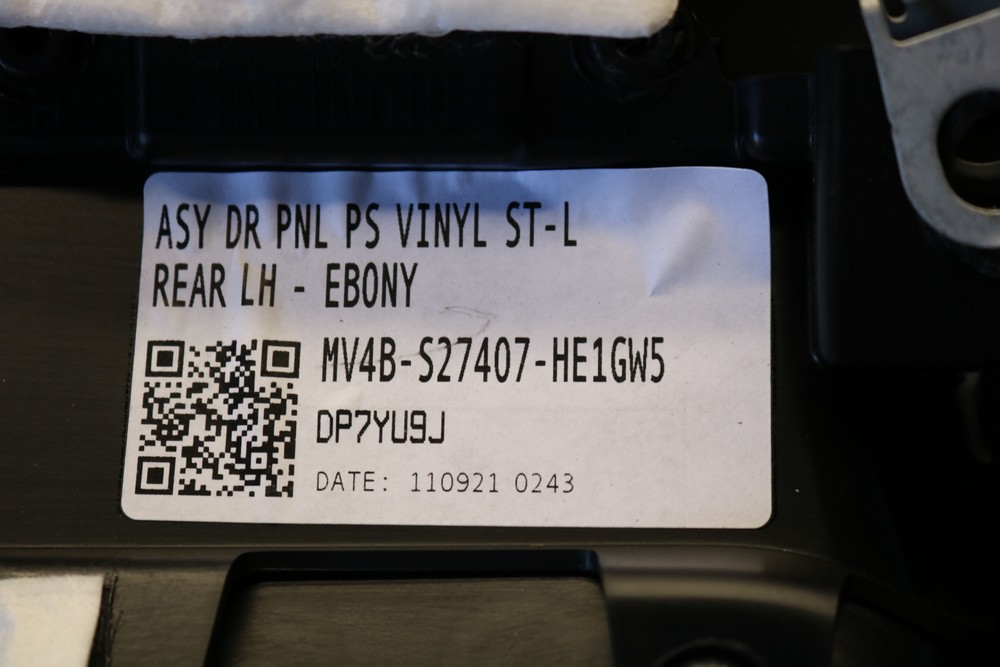 ASY DR PNL PS VINYL ST-L
REAR LH - EBONY
MV4B-S27407-HE1GW5
DP7YU9J
DATE: 110921 0243